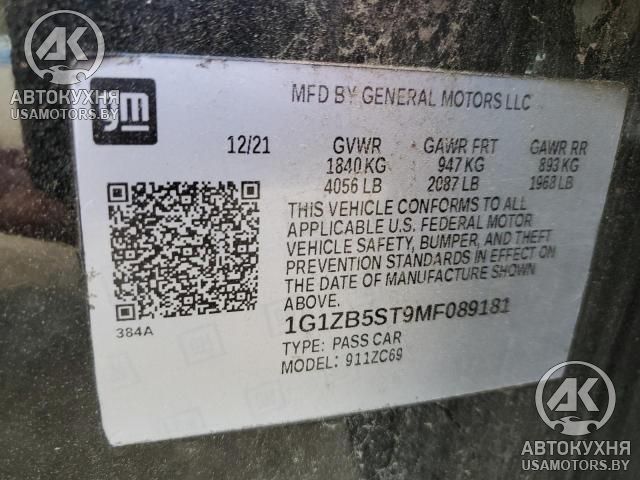 АК
АВТОКУХНЯ
USAMOTORS.BY
gm
MFD BY GENERAL MOTORS LLC
12/21 GVWR GAWR FRT GAWR RR
1840 KG 947 KG 893 KG
4056 LB 2087 LB 1968 LB
THIS VEHICLE CONFORMS TO ALL
APPLICABLE U.S. FEDERAL MOTOR
VEHICLE SAFETY, BUMPER, AND THEFT
PREVENTION STANDARDS IN EFFECT ON
THE DATE OF MANUFACTURE SHOWN
ABOVE.
384A
1G1ZB5ST9MF089181
TYPE: PASS CAR
MODEL: 911ZC69
АК
АВТОКУХНЯ
USAMOTORS.BY